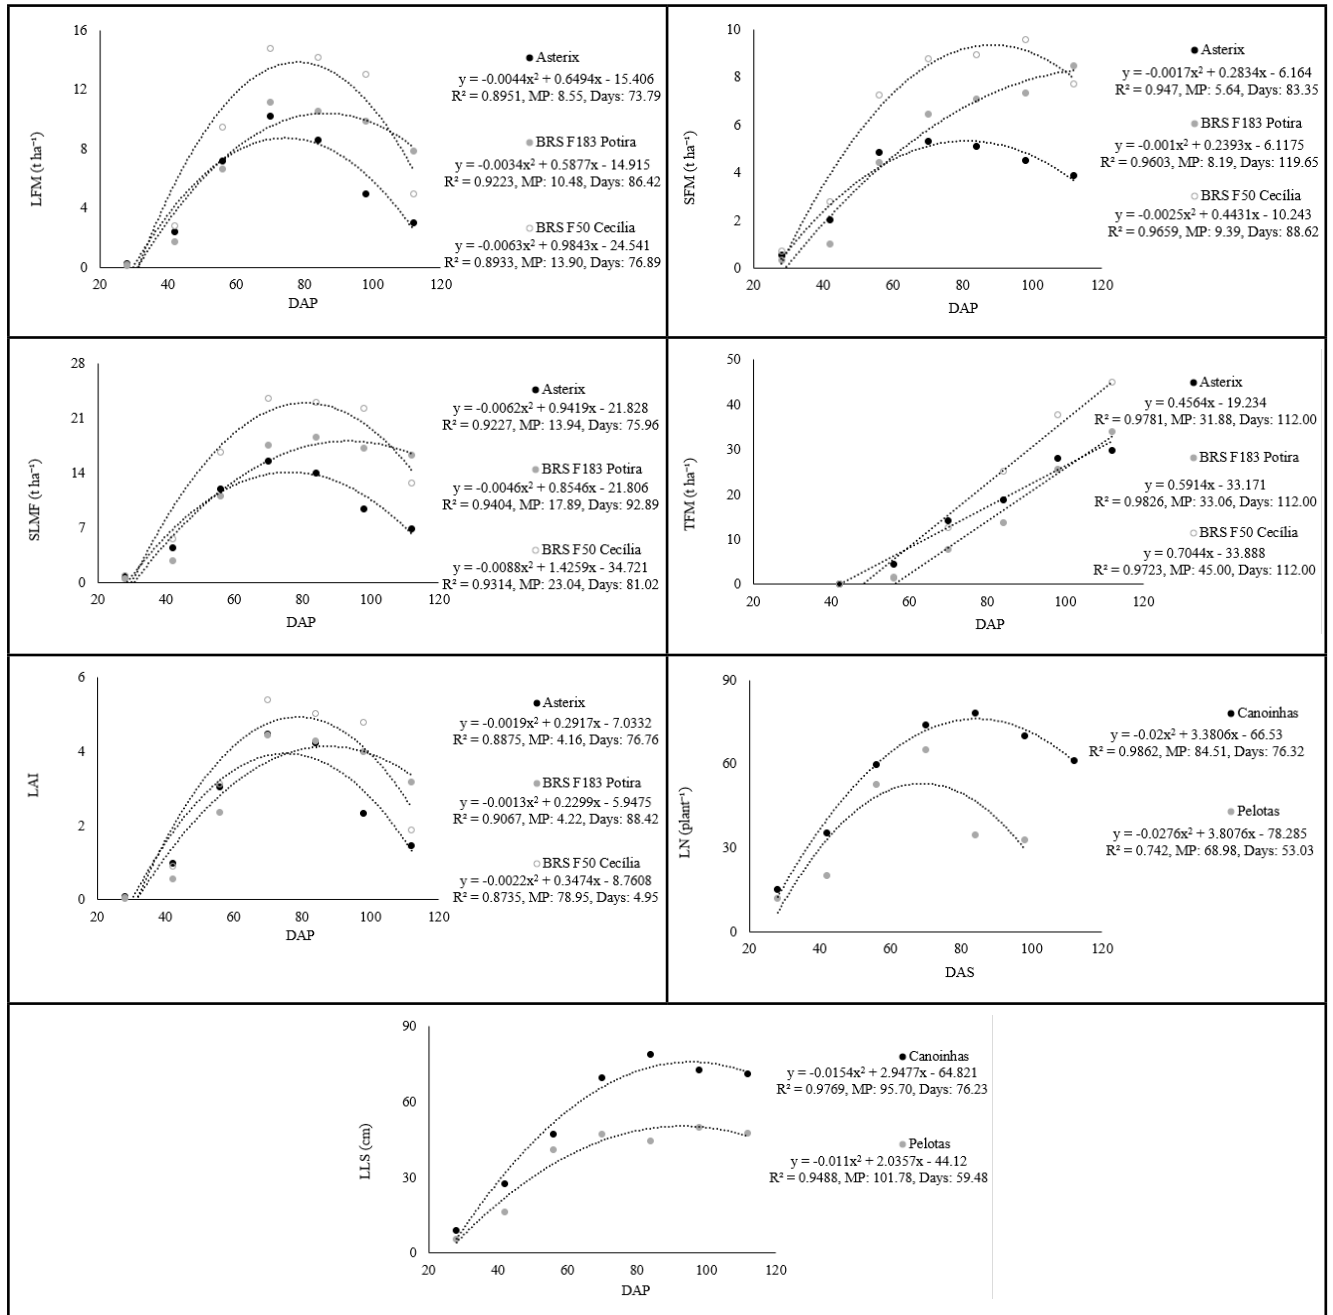 16
12
8
4
0
20 40 60 80 100 120
LFM (t ha⁻¹)
DAP
Asterix
y = -0.0044x² + 0.6494x - 15.406
R² = 0.8951, MP: 8.55, Days: 73.79
BRS F183 Potira
y = -0.0034x² + 0.5877x - 14.915
R² = 0.9223, MP: 10.48, Days: 86.42
BRS F50 Cecília
y = -0.0063x² + 0.9843x - 24.541
R² = 0.8933, MP: 13.90, Days: 76.89
10
8
6
4
2
0
20 40 60 80 100 120
SFM (t ha⁻¹)
DAP
Asterix
y = -0.0017x² + 0.2834x - 6.164
R² = 0.947, MP: 5.64, Days: 83.35
BRS F183 Potira
y = -0.001x² + 0.2393x - 6.1175
R² = 0.9603, MP: 8.19, Days: 119.65
BRS F50 Cecília
y = -0.0025x² + 0.4431x - 10.243
R² = 0.9659, MP: 9.39, Days: 88.62
28
21
14
7
0
20 40 60 80 100 120
SLMF (t ha⁻¹)
DAP
Asterix
y = -0.0062x² + 0.9419x - 21.828
R² = 0.9227, MP: 13.94, Days: 75.96
BRS F183 Potira
y = -0.0046x² + 0.8546x - 21.806
R² = 0.9404, MP: 17.89, Days: 92.89
BRS F50 Cecília
y = -0.0088x² + 1.4259x - 34.721
R² = 0.9314, MP: 23.04, Days: 81.02
50
40
30
20
10
0
20 40 60 80 100 120
TFM (t ha⁻¹)
DAP
Asterix
y = 0.4564x - 19.234
R² = 0.9781, MP: 31.88, Days: 112.00
BRS F183 Potira
y = 0.5914x - 33.171
R² = 0.9826, MP: 33.06, Days: 112.00
BRS F50 Cecília
y = 0.7044x - 33.888
R² = 0.9723, MP: 45.00, Days: 112.00
6
4
2
0
20 40 60 80 100 120
LAI
DAP
Asterix
y = -0.0019x² + 0.2917x - 7.0332
R² = 0.8875, MP: 4.16, Days: 76.76
BRS F183 Potira
y = -0.0013x² + 0.2299x - 5.9475
R² = 0.9067, MP: 4.22, Days: 88.42
BRS F50 Cecília
y = -0.0022x² + 0.3474x - 8.7608
R² = 0.8735, MP: 78.95, Days: 4.95
90
60
30
0
20 40 60 80 100 120
LN (plant⁻¹)
DAS
Canoinhas
y = -0.02x² + 3.3806x - 66.53
R² = 0.9862, MP: 84.51, Days: 76.32
Pelotas
y = -0.0276x² + 3.8076x - 78.285
R² = 0.742, MP: 68.98, Days: 53.03
90
60
30
0
20 40 60 80 100 120
LLS (cm)
DAP
Canoinhas
y = -0.0154x² + 2.9477x - 64.821
R² = 0.9769, MP: 95.70, Days: 76.23
Pelotas
y = -0.011x² + 2.0357x - 44.12
R² = 0.9488, MP: 101.78, Days: 59.48